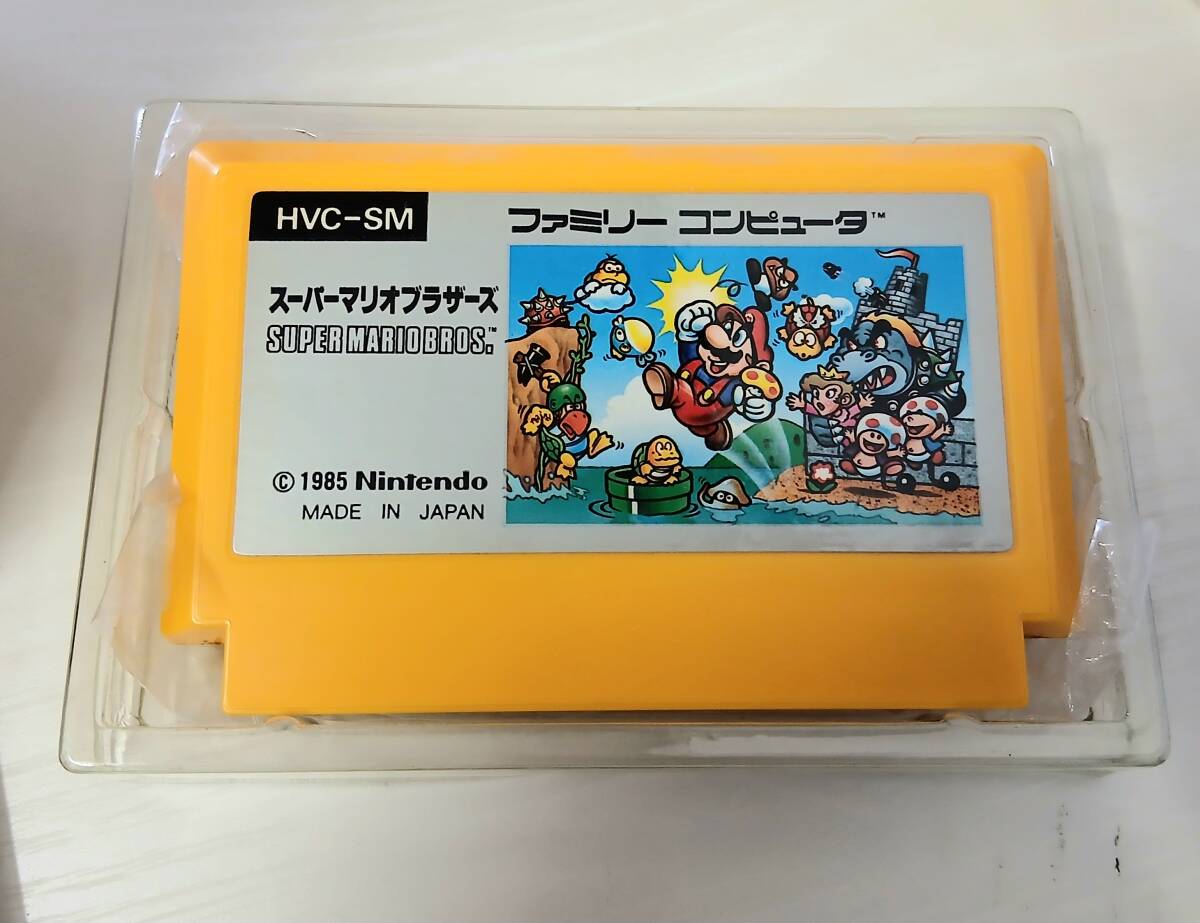 HVC-SM
ファミリー コンピュータ™
スーパーマリオブラザーズ
SUPER MARIO BROS.™
© 1985 Nintendo
MADE IN JAPAN